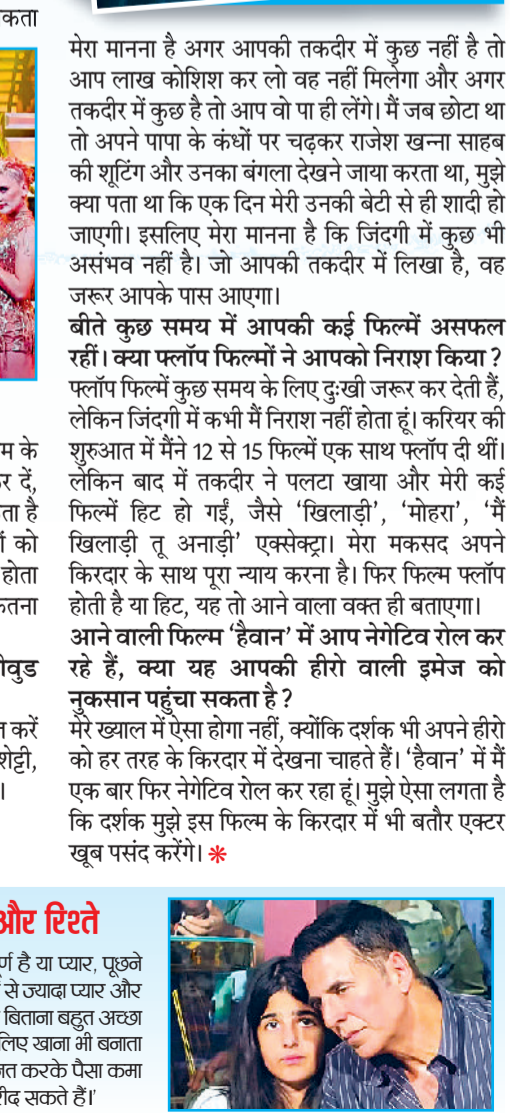 कता
म के
र दें,
ता है
को
होता
तना
वुड
करें
शेट्टी,
मेरा मानना है अगर आपकी तकदीर में कुछ नहीं है तो
आप लाख कोशिश कर लो वह नहीं मिलेगा और अगर
तकदीर में कुछ है तो आप वो पा ही लेंगे। मैं जब छोटा था
तो अपने पापा के कंधों पर चढ़कर राजेश खन्ना साहब
की शूटिंग और उनका बंगला देखने जाया करता था, मुझे
क्या पता था कि एक दिन मेरी उनकी बेटी से ही शादी हो
जाएगी। इसलिए मेरा मानना है कि जिंदगी में कुछ भी
असंभव नहीं है। जो आपकी तकदीर में लिखा है, वह
जरूर आपके पास आएगा।
बीते कुछ समय में आपकी कई फिल्में असफल
रहीं। क्या फ्लॉप फिल्मों ने आपको निराश किया ?
फ्लॉप फिल्में कुछ समय के लिए दुःखी जरूर कर देती हैं,
लेकिन जिंदगी में कभी मैं निराश नहीं होता हूं। करियर की
शुरुआत में मैंने 12 से 15 फिल्में एक साथ फ्लॉप दी थीं।
लेकिन बाद में तकदीर ने पलटा खाया और मेरी कई
फिल्में हिट हो गईं, जैसे ‘खिलाड़ी’, ‘मोहरा’, ‘मैं
खिलाड़ी तू अनाड़ी’ एक्सेक्ट्रा। मेरा मकसद अपने
किरदार के साथ पूरा न्याय करना है। फिर फिल्म फ्लॉप
होती है या हिट, यह तो आने वाला वक्त ही बताएगा।
आने वाली फिल्म ‘हैवान’ में आप नेगेटिव रोल कर
रहे हैं, क्या यह आपकी हीरो वाली इमेज को
नुकसान पहुंचा सकता है ?
मेरे ख्याल में ऐसा होगा नहीं, क्योंकि दर्शक भी अपने हीरो
को हर तरह के किरदार में देखना चाहते हैं। ‘हैवान’ में मैं
एक बार फिर नेगेटिव रोल कर रहा हूं। मुझे ऐसा लगता है
कि दर्शक मुझे इस फिल्म के किरदार में भी बतौर एक्टर
खूब पसंद करेंगे।
और रिश्ते
र्ण है या प्यार, पूछने
से ज्यादा प्यार और
बिताना बहुत अच्छा
लिए खाना भी बनाता
नत करके पैसा कमा
रीद सकते हैं।’